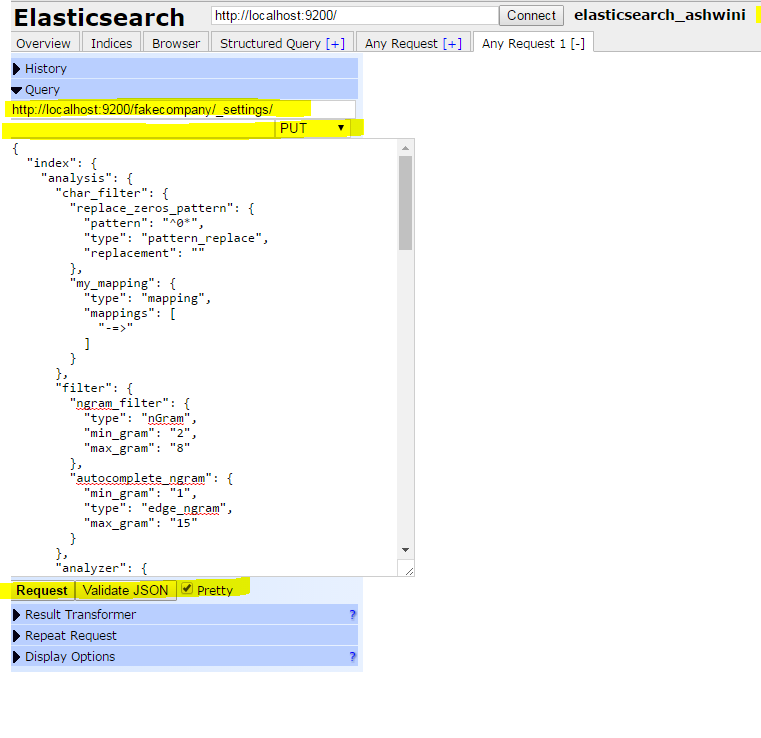 Elasticsearch http://localhost:9200/ Connect elasticsearch_ashwini
Overview Indices Browser Structured Query [+] Any Request [+] Any Request 1 [-]
History
Query
http://localhost:9200/fakecompany/_settings/
PUT
{
"index": {
"analysis": {
"char_filter": {
"replace_zeros_pattern": {
"pattern": "^0*",
"type": "pattern_replace",
"replacement": ""
},
"my_mapping": {
"type": "mapping",
"mappings": [
"-=>"
]
}
},
"filter": {
"ngram_filter": {
"type": "nGram",
"min_gram": "2",
"max_gram": "8"
},
"autocomplete_ngram": {
"min_gram": "1",
"type": "edge_ngram",
"max_gram": "15"
}
},
"analyzer": {
Request Validate JSON Pretty
Result Transformer ?
Repeat Request
Display Options ?